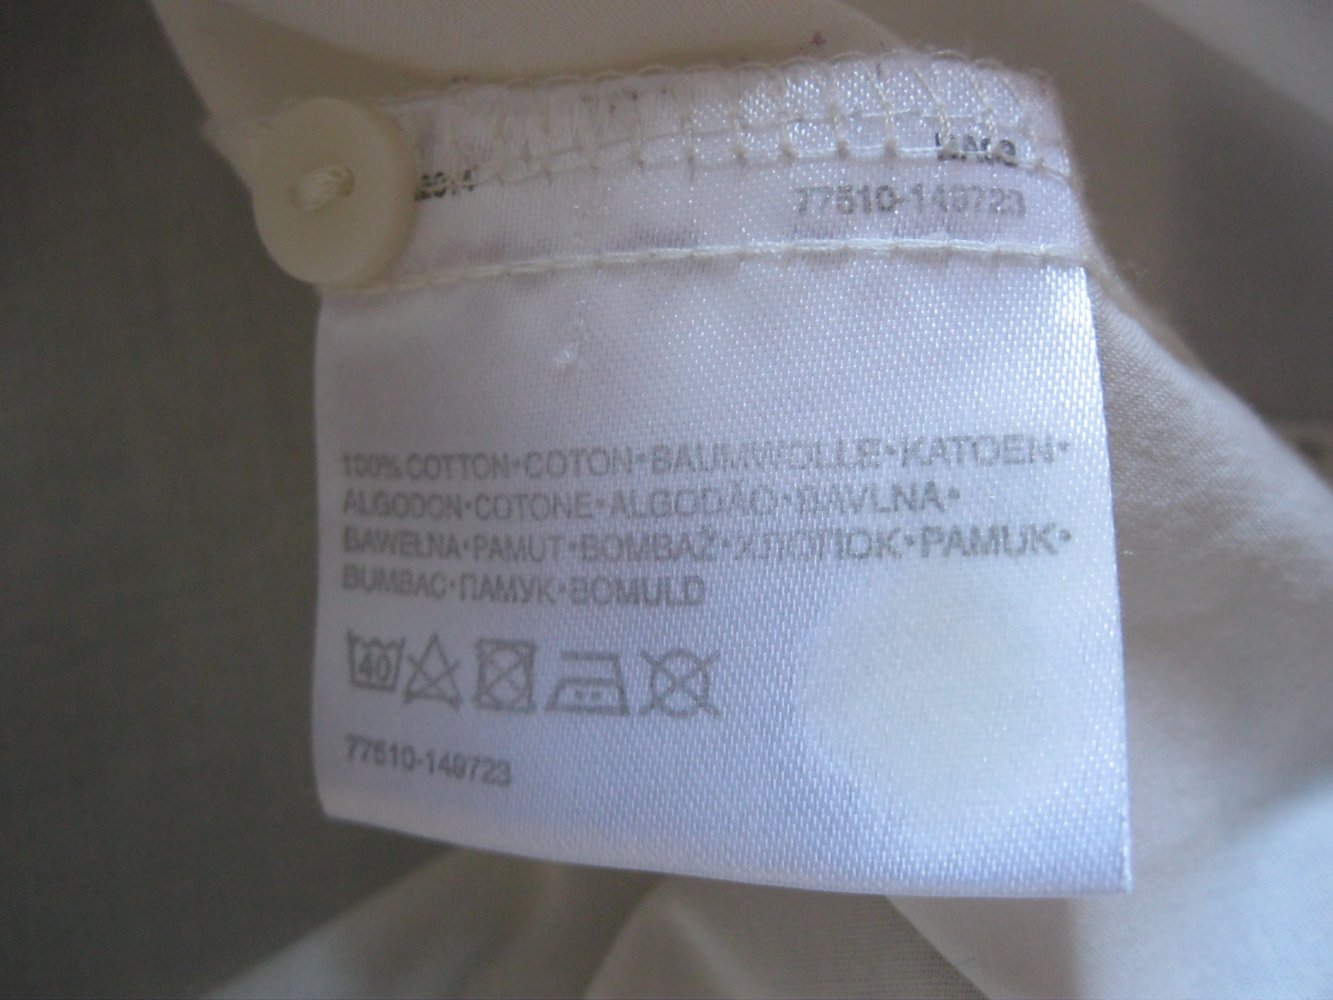 77510-149723
100% COTTON•COTON•BAUMWOLLE•KATOEN•
ALGODON•COTONE•ALGODÃO•BAVLNA•
BAWEŁNA•PAMUT•BOMBAŽ•ХЛОПОК•PAMUK•
BUMBAC•ПАМУК•BOMULD
40
77510-149723